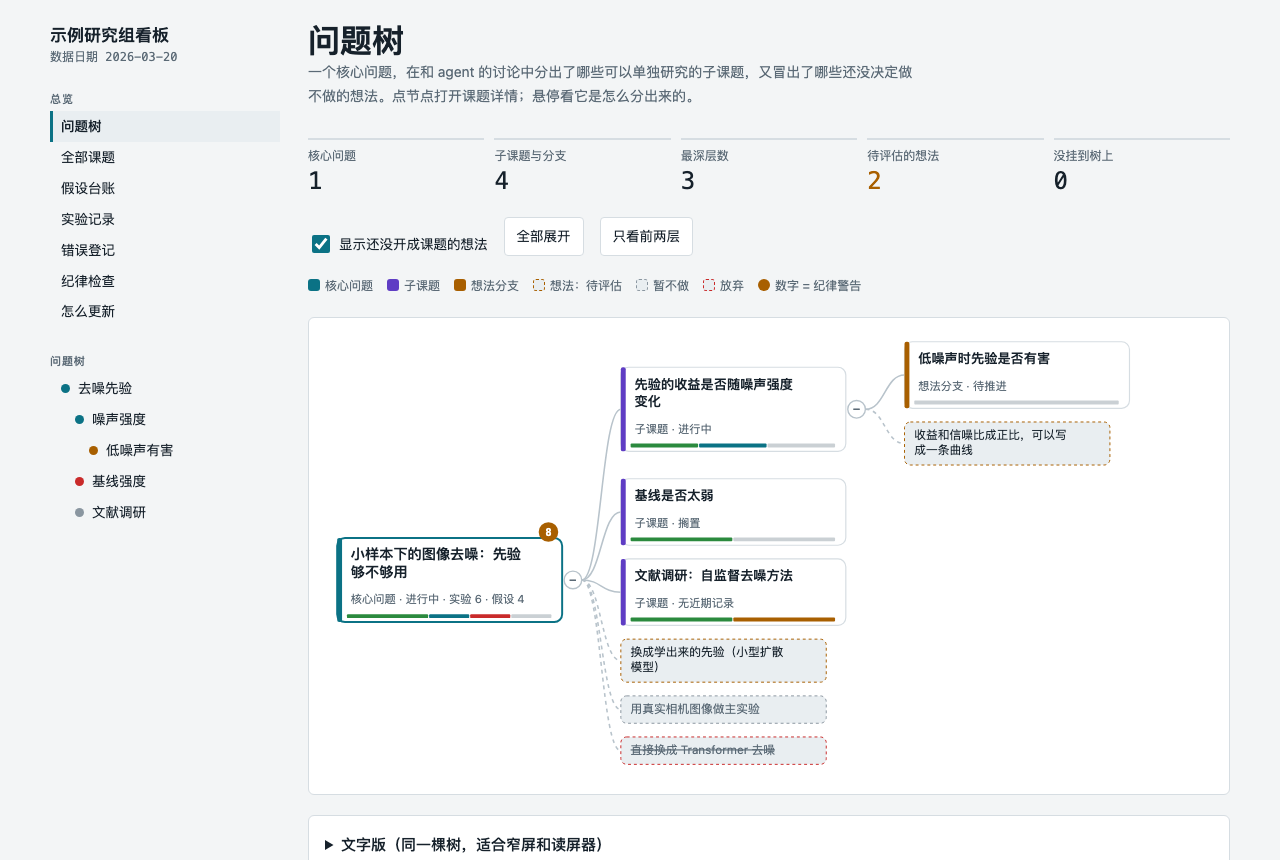 示例研究组看板
数据日期 2026-03-20
总览
问题树
全部课题
假设台账
实验记录
错误登记
纪律检查
怎么更新
问题树
去噪先验
噪声强度
低噪声有害
基线强度
文献调研
问题树
一个核心问题，在和 agent 的讨论中分出了哪些可以单独研究的子课题，又冒出了哪些还没决定做
不做的想法。点节点打开课题详情；悬停看它是怎么分出来的。
核心问题
1
子课题与分支
4
最深层数
3
待评估的想法
2
没挂到树上
0
显示还没开成课题的想法
全部展开
只看前两层
核心问题
子课题
想法分支
想法：待评估
暂不做
放弃
数字 = 纪律警告
小样本下的图像去噪：先验
够不够用
核心问题 · 进行中 · 实验 6 · 假设 4
8
先验的收益是否随噪声强度
变化
子课题 · 进行中
低噪声时先验是否有害
想法分支 · 待推进
收益和信噪比成正比，可以写
成一条曲线
基线是否太弱
子课题 · 搁置
文献调研：自监督去噪方法
子课题 · 无近期记录
换成学出来的先验（小型扩散
模型）
用真实相机图像做主实验
直接换成 Transformer 去噪
文字版（同一棵树，适合窄屏和读屏器）